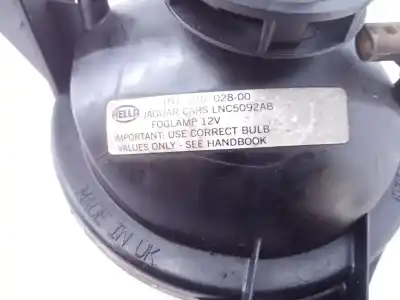 028-00
HELLA JAGUAR CARS LNC5092AB
FOGLAMP 12V
IMPORTANT: USE CORRECT BULB
VALUES ONLY - SEE HANDBOOK
MADE IN UK